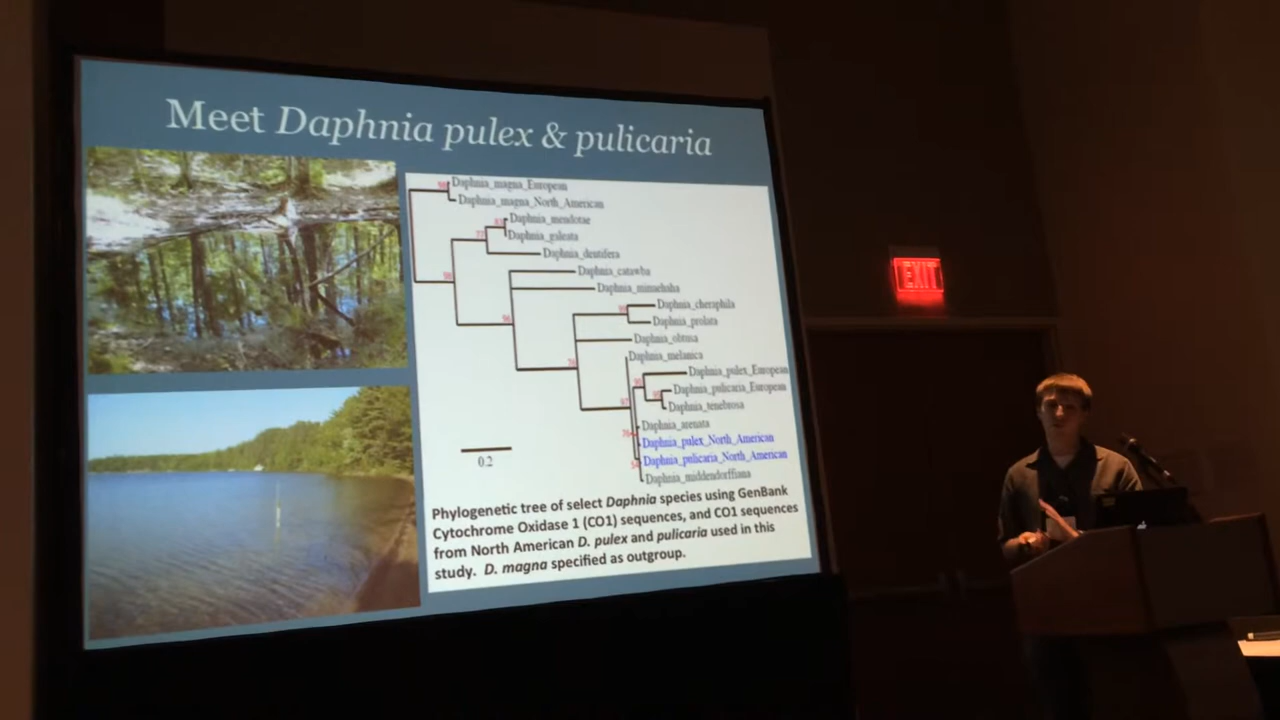 Meet Daphnia pulex & pulicaria
Daphnia_magna_European
Daphnia_magna_North_American
Daphnia_mendotae
Daphnia_galeata
Daphnia_dentifera
Daphnia_catawba
Daphnia_minnehaha
Daphnia_cheraphila
Daphnia_prolata
Daphnia_obtusa
Daphnia_melanica
Daphnia_pulex_European
Daphnia_pulicaria_European
Daphnia_tenebrosa
Daphnia_arenata
Daphnia_pulex_North_American
Daphnia_pulicaria_North_American
Daphnia_middendorffiana
0.2
Phylogenetic tree of select Daphnia species using GenBank
Cytochrome Oxidase 1 (CO1) sequences, and CO1 sequences
from North American D. pulex and pulicaria used in this
study. D. magna specified as outgroup.
EXIT